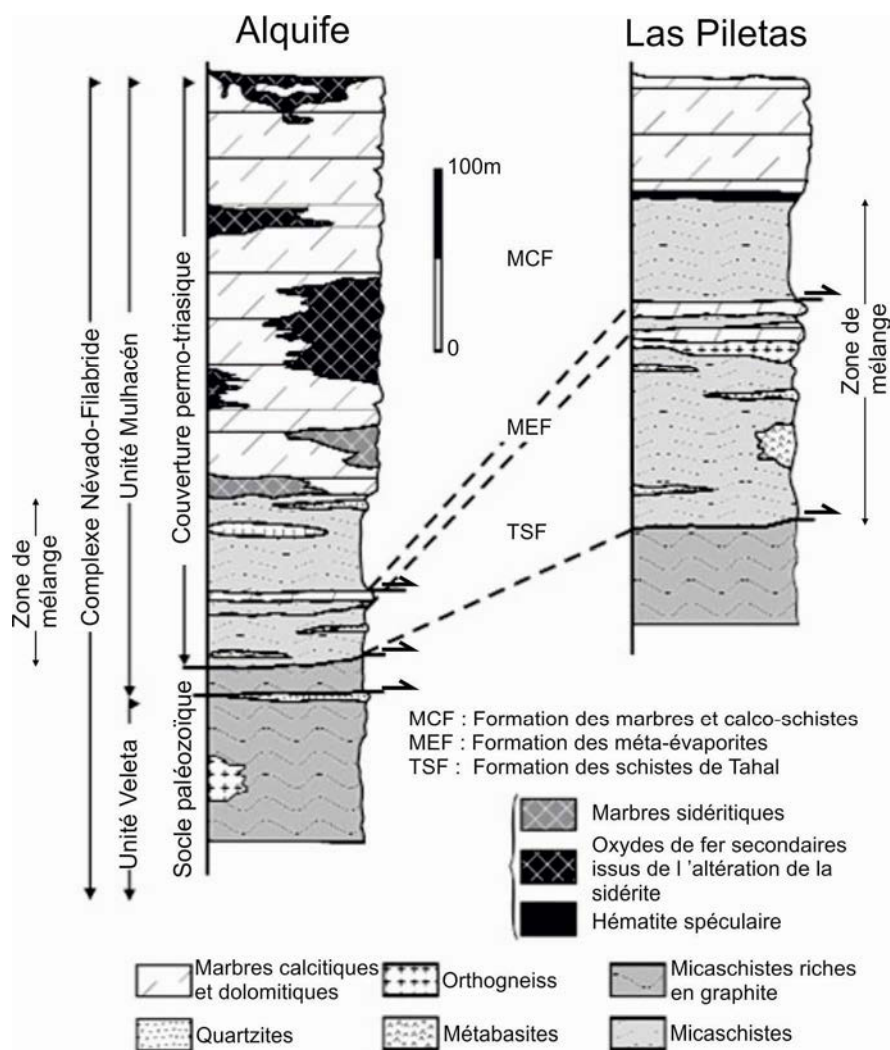 Alquife
Las Piletas
100m
0
MCF
MEF
TSF
Zone de
mélange
Complexe Névado-Filabride
Unité Mulhacén
Unité Veleta
Couverture permo-triasique
Socle paléozoïque
Zone de
mélange
MCF : Formation des marbres et calco-schistes
MEF : Formation des méta-évaporites
TSF : Formation des schistes de Tahal
Marbres sidéritiques
Oxydes de fer secondaires
issus de l 'altération de la
sidérite
Hématite spéculaire
Marbres calcitiques
et dolomitiques
Orthogneiss
Micaschistes riches
en graphite
Quartzites
Métabasites
Micaschistes